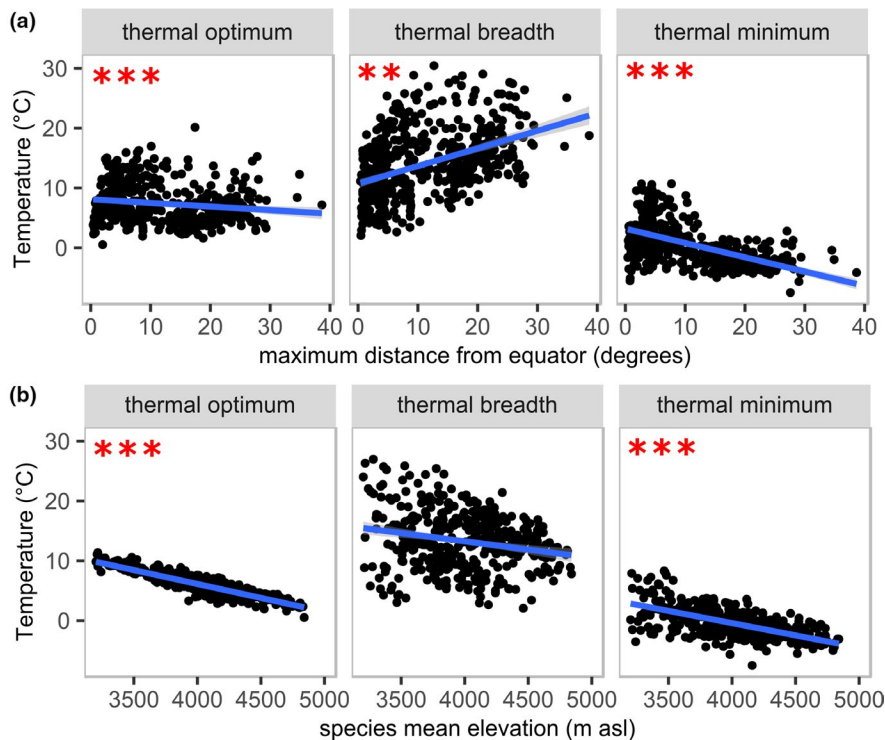 (a)
thermal optimum thermal breadth thermal minimum
*** ** ***
Temperature (°C)
30
20
10
0
0 10 20 30 40 0 10 20 30 40 0 10 20 30 40
maximum distance from equator (degrees)
(b)
thermal optimum thermal breadth thermal minimum
*** ***
Temperature (°C)
30
20
10
0
3500 4000 4500 5000 3500 4000 4500 5000 3500 4000 4500 5000
species mean elevation (m asl)